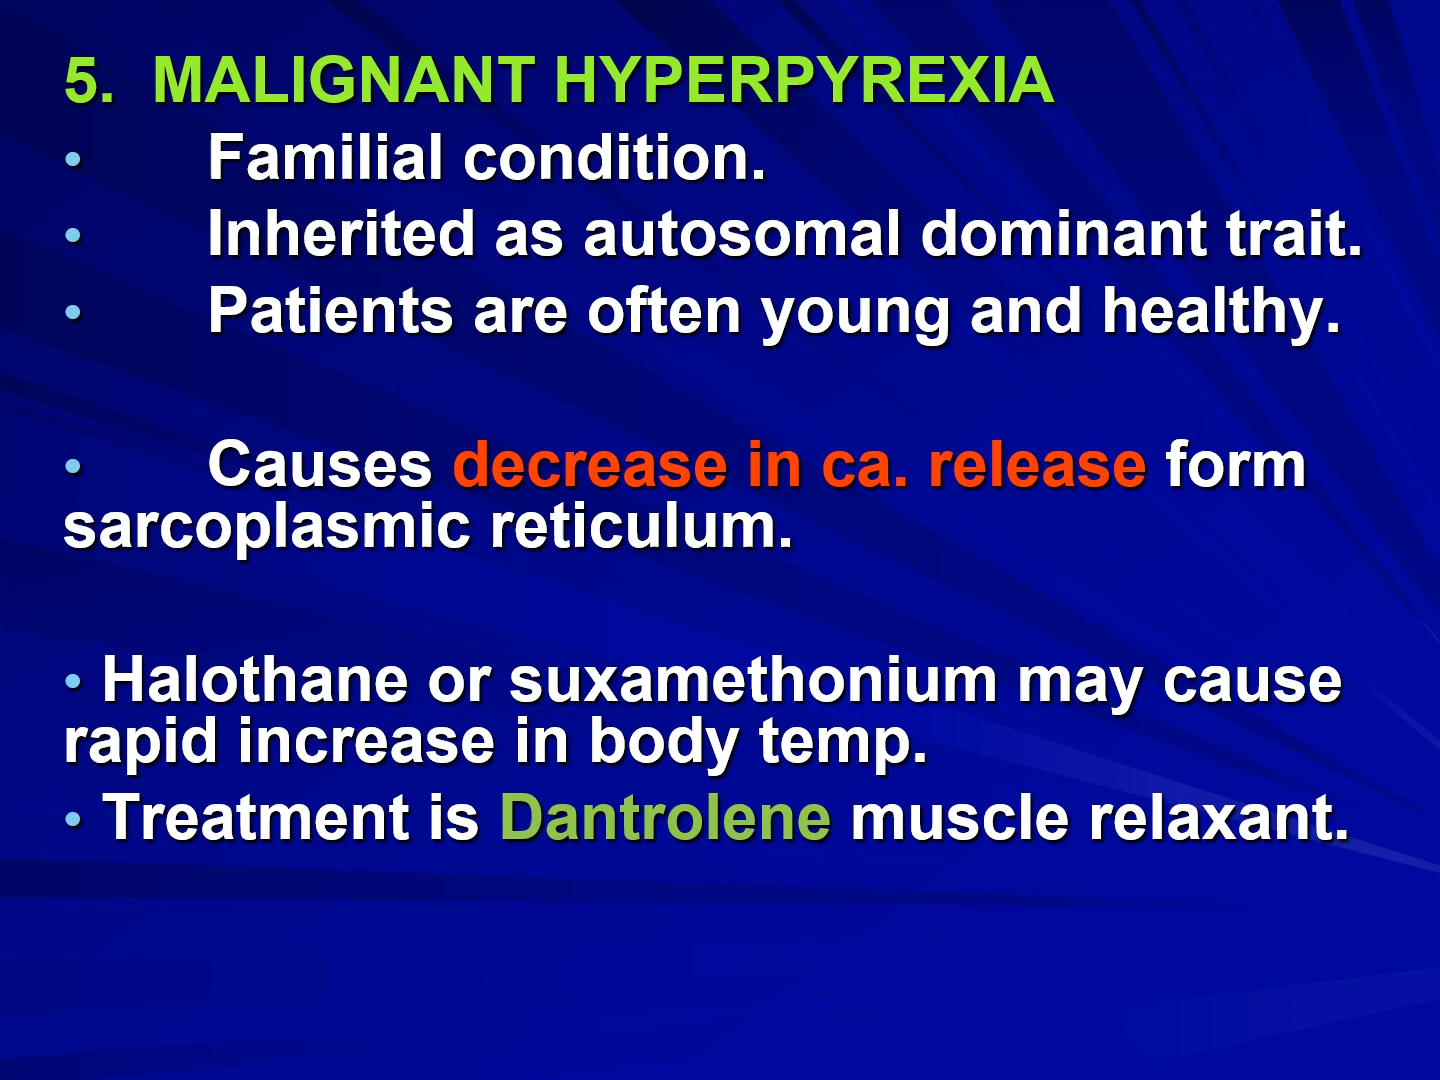 5. MALIGNANT HYPERPYREXIA
• Familial condition.
• Inherited as autosomal dominant trait.
• Patients are often young and healthy.
• Causes decrease in ca. release form
sarcoplasmic reticulum.
• Halothane or suxamethonium may cause
rapid increase in body temp.
• Treatment is Dantrolene muscle relaxant.